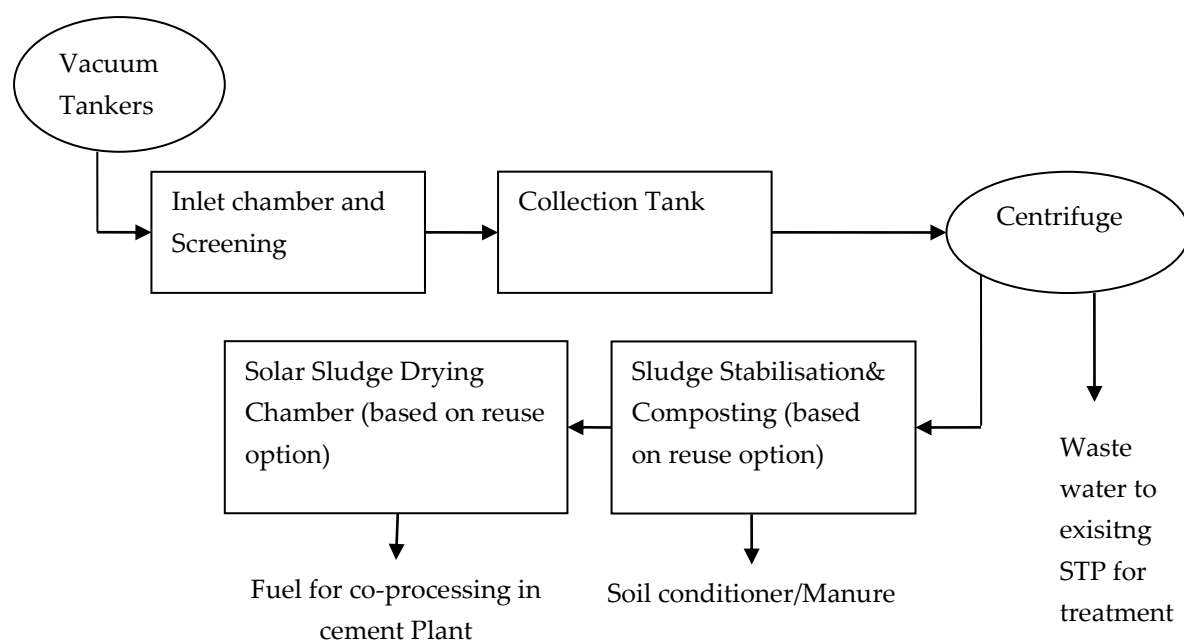 Vacuum
Tankers
Inlet chamber and
Screening
Collection Tank
Centrifuge
Solar Sludge Drying
Chamber (based on reuse
option)
Sludge Stabilisation&
Composting (based
on reuse option)
Waste
water to
exisitng
STP for
treatment
Fuel for co-processing in
cement Plant
Soil conditioner/Manure